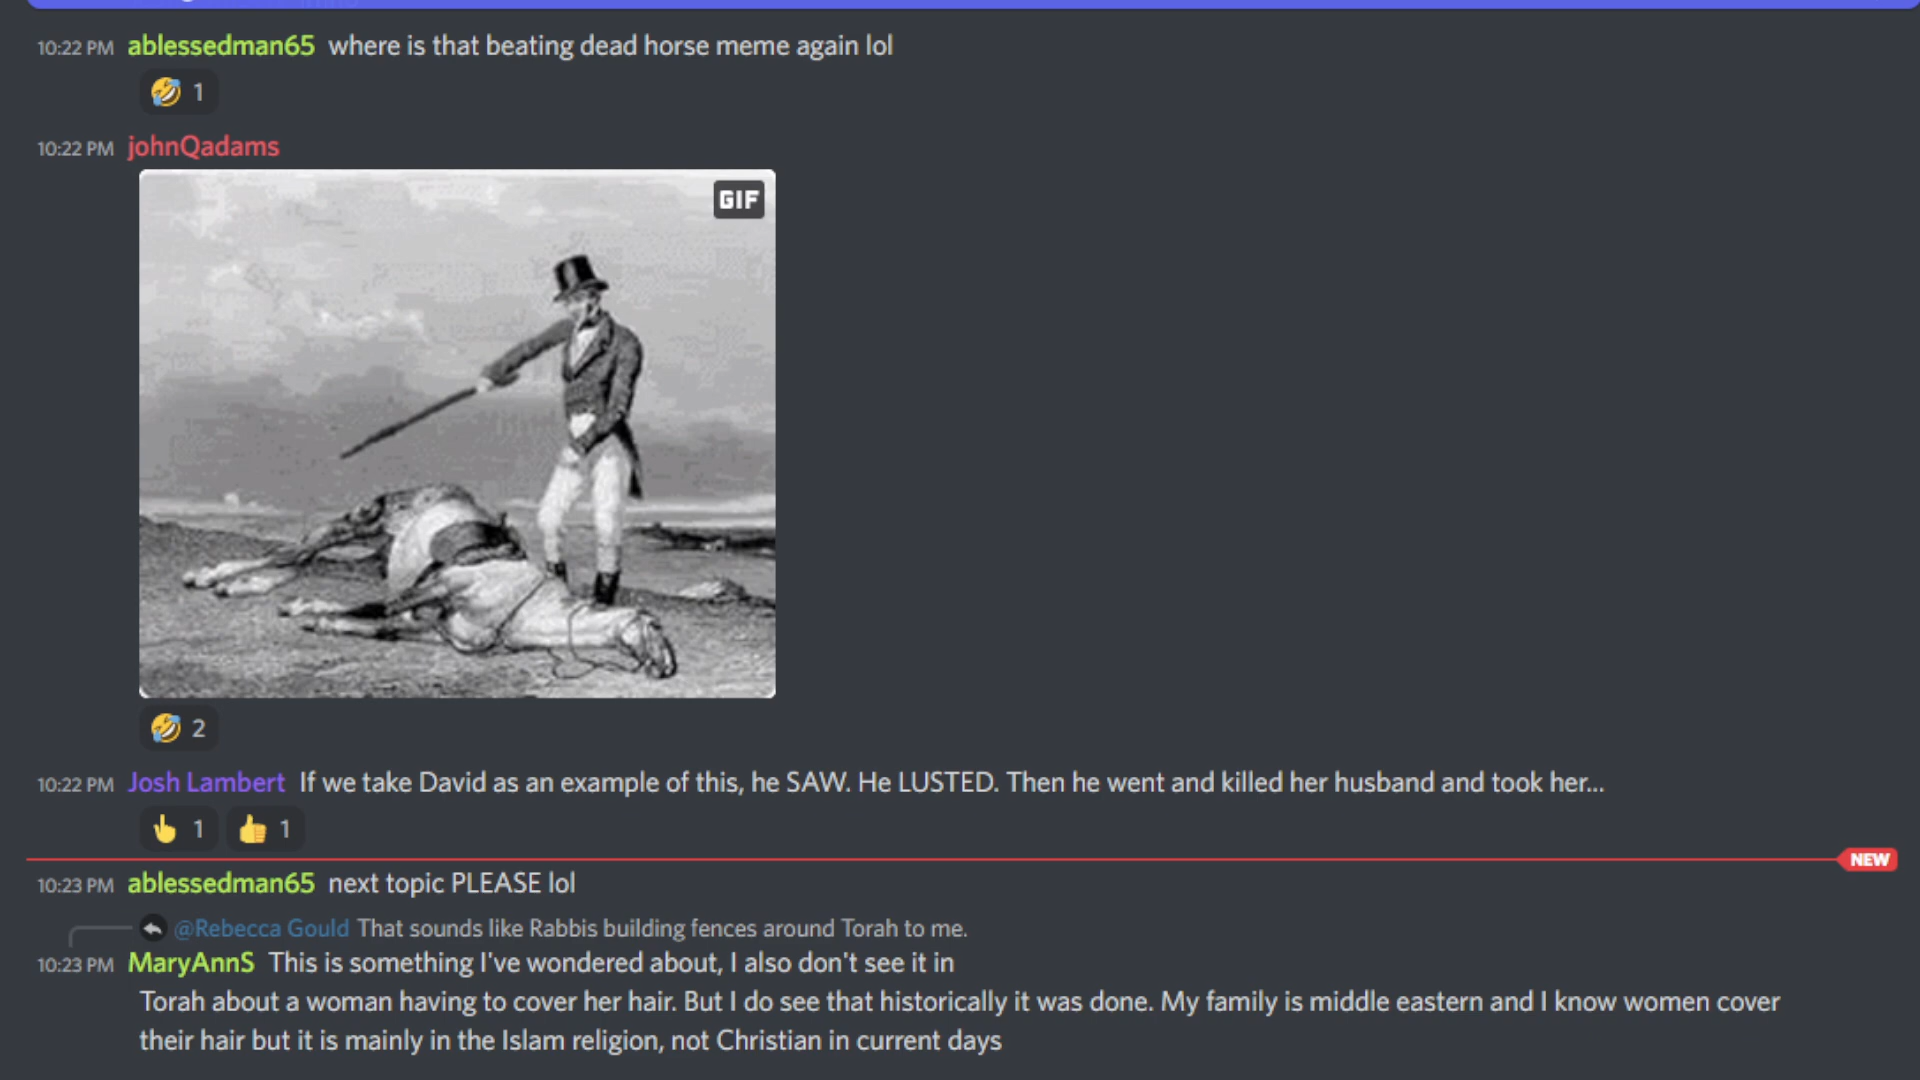 10:22 PM ablessedman65 where is that beating dead horse meme again lol
1
10:22 PM johnQadams
GIF
2
10:22 PM Josh Lambert If we take David as an example of this, he SAW. He LUSTED. Then he went and killed her husband and took her...
1 1
NEW
10:23 PM ablessedman65 next topic PLEASE lol
@Rebecca Gould That sounds like Rabbis building fences around Torah to me.
10:23 PM MaryAnnS This is something I've wondered about, I also don't see it in
Torah about a woman having to cover her hair. But I do see that historically it was done. My family is middle eastern and I know women cover
their hair but it is mainly in the Islam religion, not Christian in current days